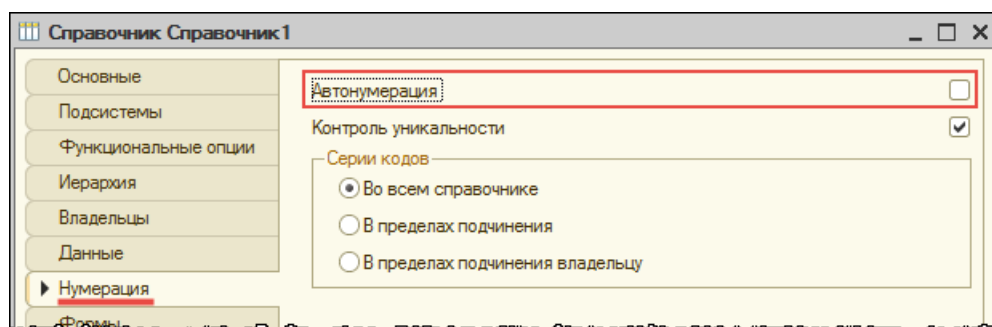 Справочник Справочник1
Основные
Подсистемы
Функциональные опции
Иерархия
Владельцы
Данные
Нумерация
Формы
Автонумерация
Контроль уникальности
Серии кодов
Во всем справочнике
В пределах подчинения
В пределах подчинения владельцу